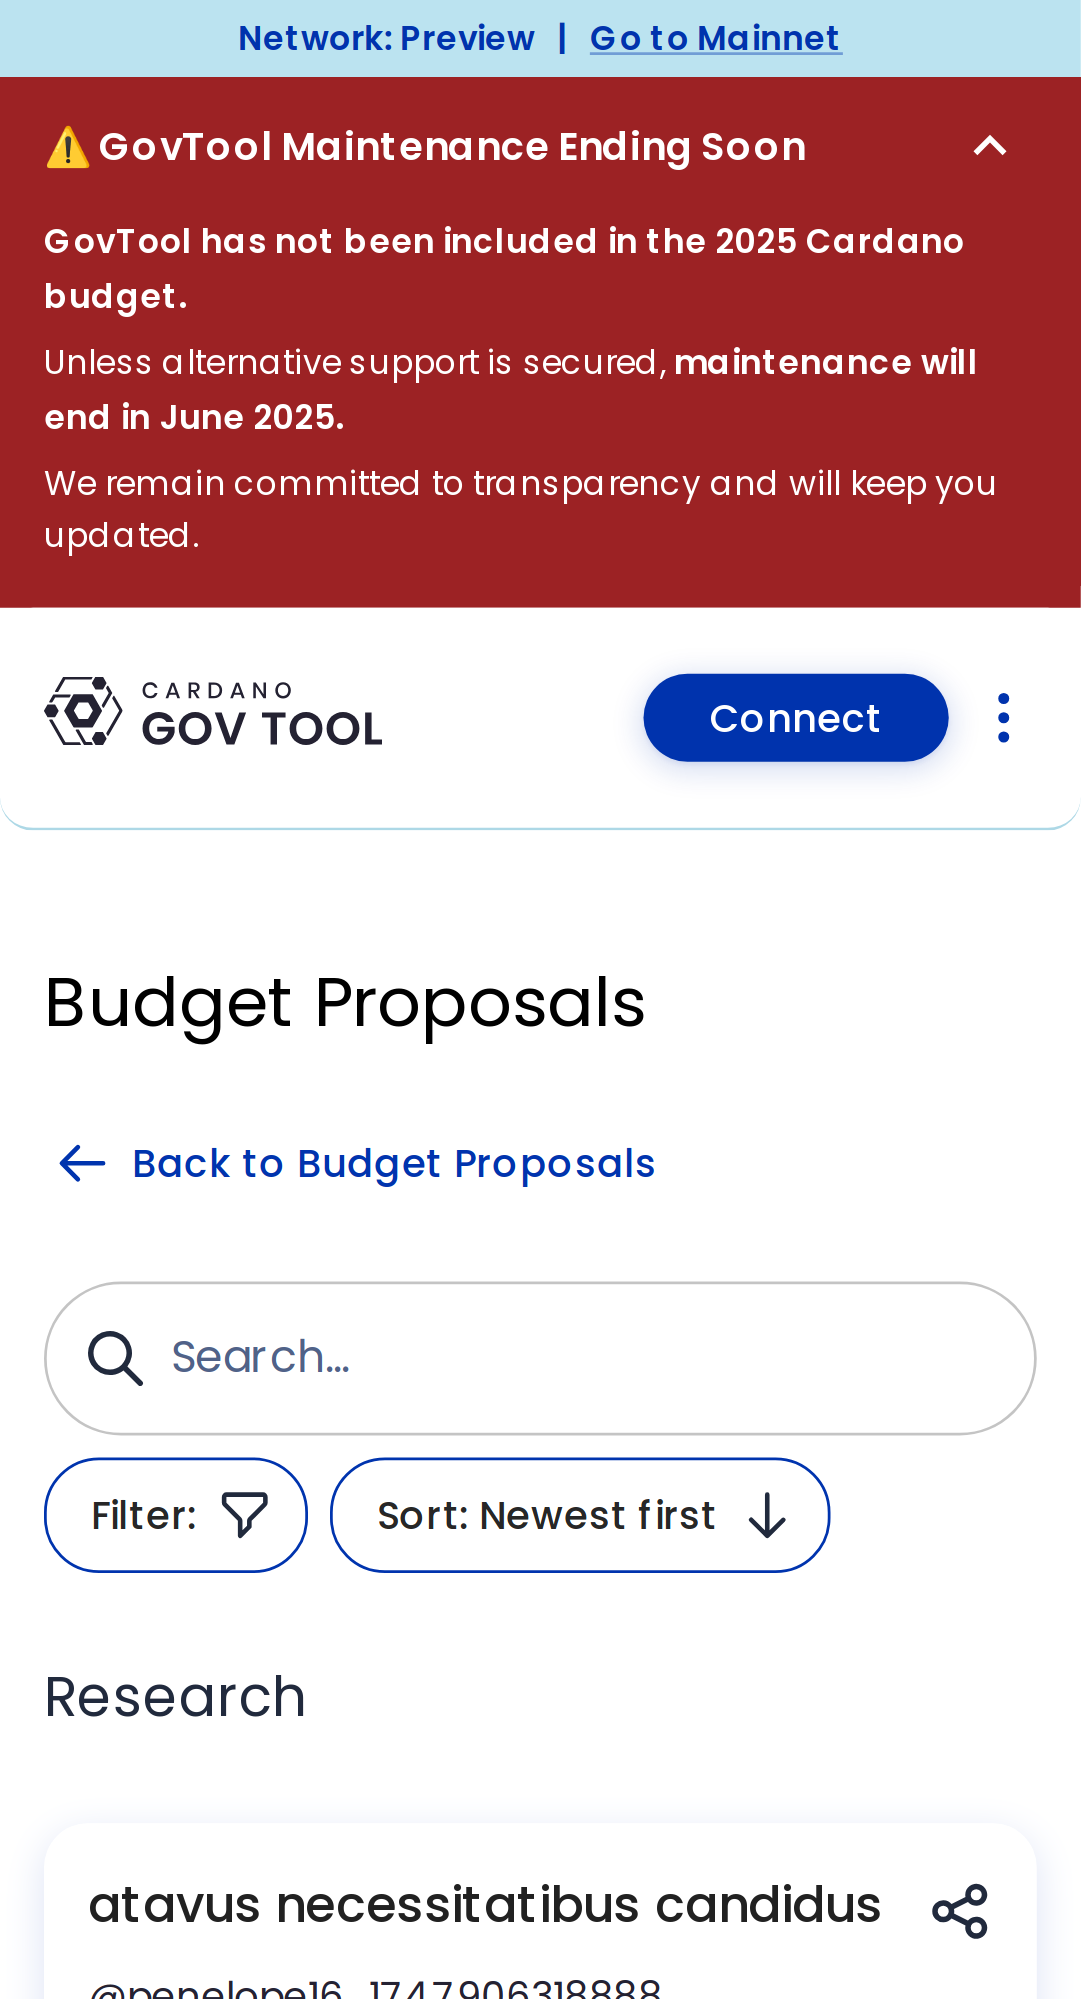 Network: Preview | Go to Mainnet
⚠️ GovTool Maintenance Ending Soon
GovTool has not been included in the 2025 Cardano
budget.
Unless alternative support is secured, maintenance will
end in June 2025.
We remain committed to transparency and will keep you
updated.
CARDANO
GOV TOOL
Connect
Budget Proposals
Back to Budget Proposals
Search...
Filter:
Sort: Newest first
Research
atavus necessitatibus candidus
@penelope16_1747906318888